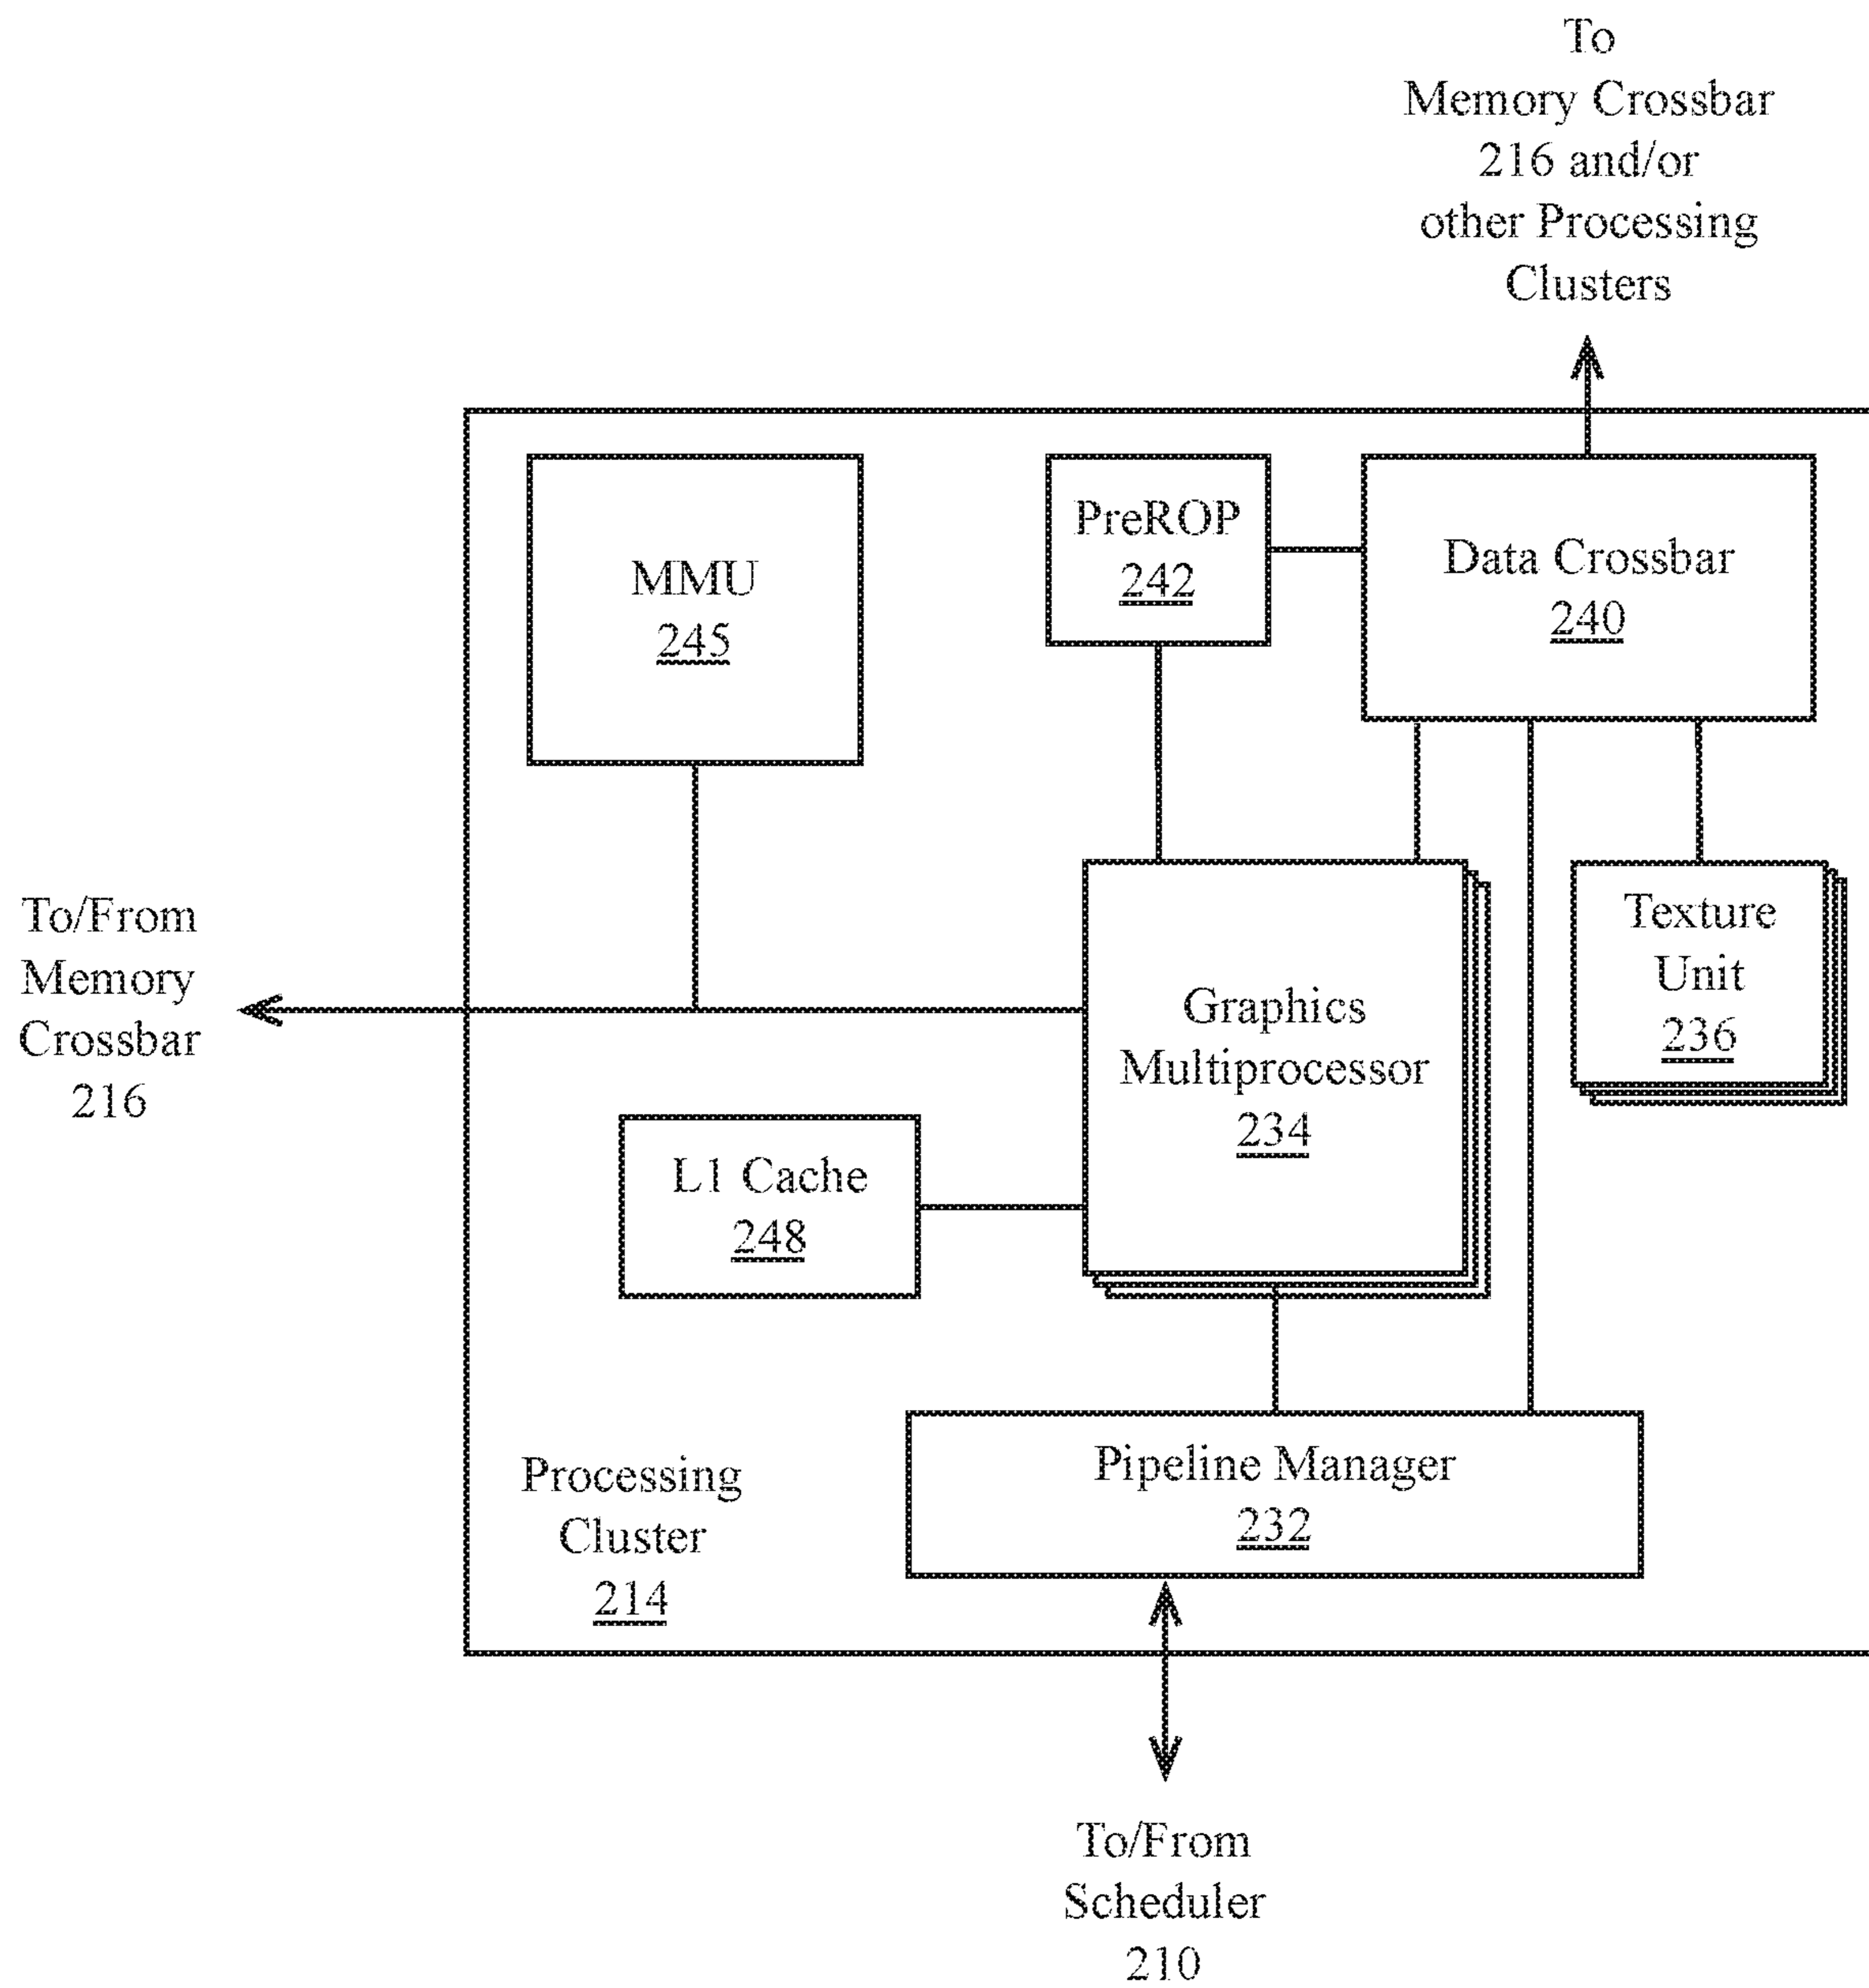 To
Memory Crossbar
216 and/or
other Processing
Clusters
MMU
245
PreROP
242
Data Crossbar
240
To/From
Memory
Crossbar
216
Graphics
Multiprocessor
234
Texture
Unit
236
L1 Cache
248
Processing
Cluster
214
Pipeline Manager
232
To/From
Scheduler
210